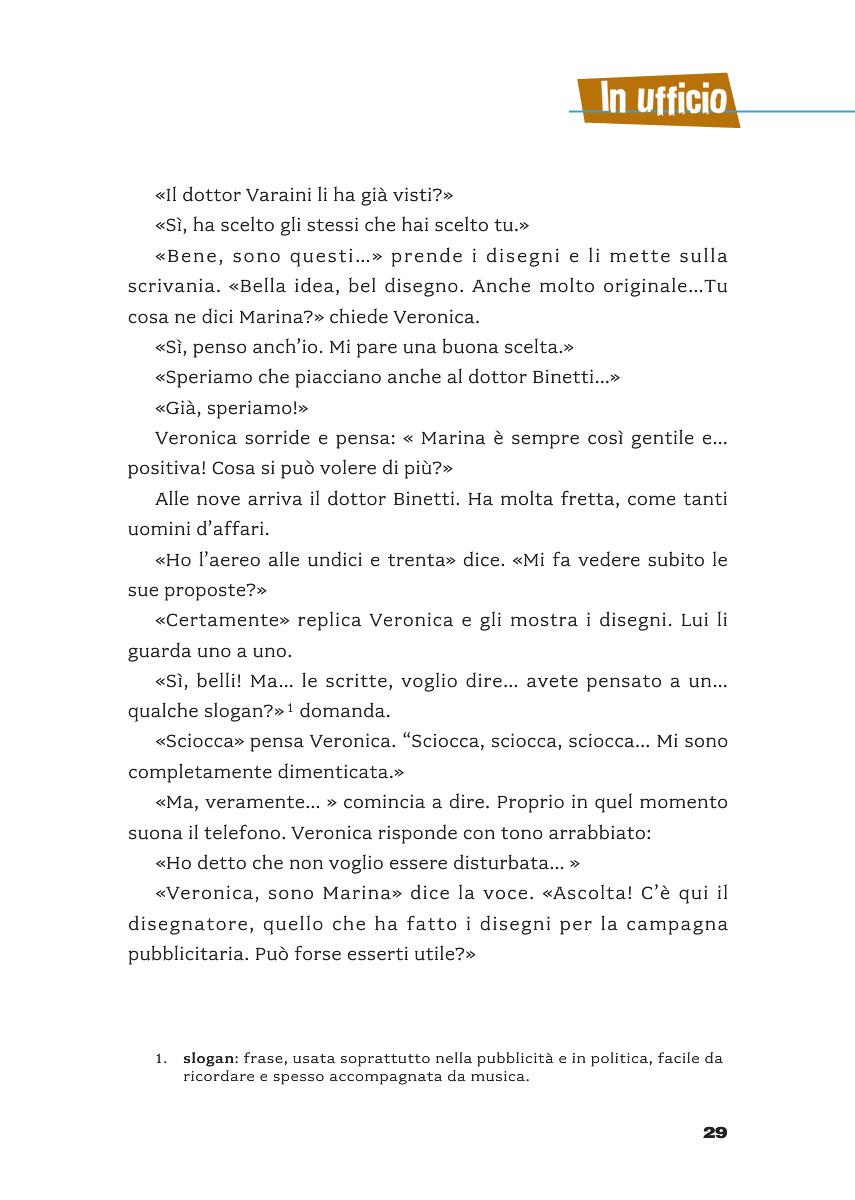 In ufficio
«Il dottor Varaini li ha già visti?»
«Sì, ha scelto gli stessi che hai scelto tu.»
«Bene, sono questi…» prende i disegni e li mette sulla
scrivania. «Bella idea, bel disegno. Anche molto originale…Tu
cosa ne dici Marina?» chiede Veronica.
«Sì, penso anch’io. Mi pare una buona scelta.»
«Speriamo che piacciano anche al dottor Binetti…»
«Già, speriamo!»
Veronica sorride e pensa: « Marina è sempre così gentile e…
positiva! Cosa si può volere di più?»
Alle nove arriva il dottor Binetti. Ha molta fretta, come tanti
uomini d’affari.
«Ho l’aereo alle undici e trenta» dice. «Mi fa vedere subito le
sue proposte?»
«Certamente» replica Veronica e gli mostra i disegni. Lui li
guarda uno a uno.
«Sì, belli! Ma… le scritte, voglio dire… avete pensato a un…
qualche slogan?»¹ domanda.
«Sciocca» pensa Veronica. “Sciocca, sciocca, sciocca… Mi sono
completamente dimenticata.»
«Ma, veramente… » comincia a dire. Proprio in quel momento
suona il telefono. Veronica risponde con tono arrabbiato:
«Ho detto che non voglio essere disturbata… »
«Veronica, sono Marina» dice la voce. «Ascolta! C’è qui il
disegnatore, quello che ha fatto i disegni per la campagna
pubblicitaria. Può forse esserti utile?»
1. slogan: frase, usata soprattutto nella pubblicità e in politica, facile da
ricordare e spesso accompagnata da musica.
29